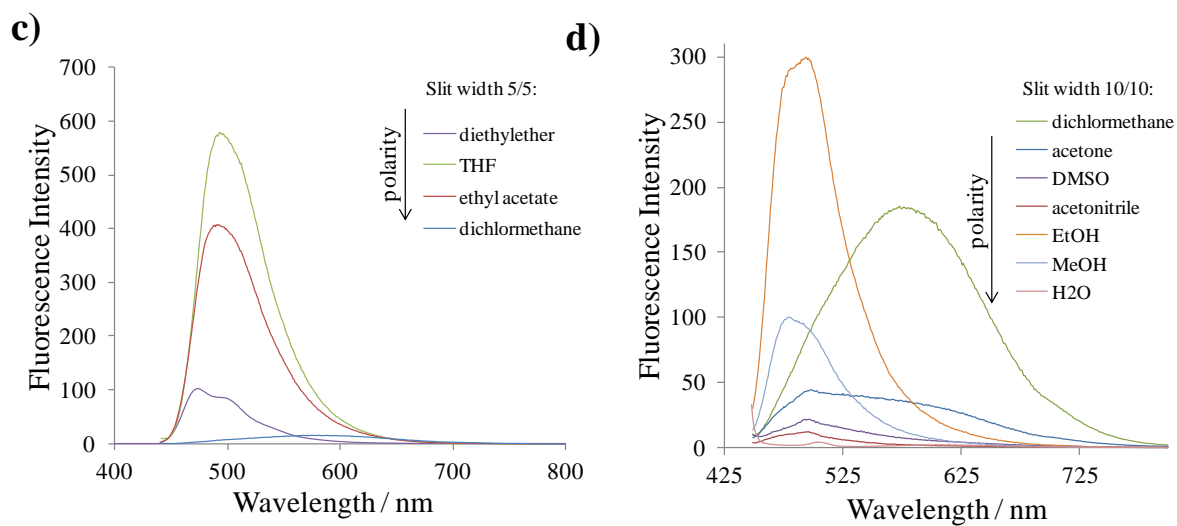 c)
Fluorescence Intensity
700
600
500
400
300
200
100
0
400
500
600
700
800
Wavelength / nm
Slit width 5/5:
polarity
diethylether
THF
ethyl acetate
dichlormethane
d)
Fluorescence Intensity
300
250
200
150
100
50
0
425
525
625
725
Wavelength / nm
Slit width 10/10:
polarity
dichlormethane
acetone
DMSO
acetonitrile
EtOH
MeOH
H2O